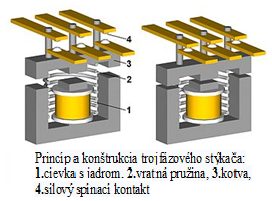 4
3
2
1
Princíp a konštrukcia trojfázového stýkača:
1.cievka s jadrom. 2.vratná pružina, 3.kotva,
4.silový spínací kontakt